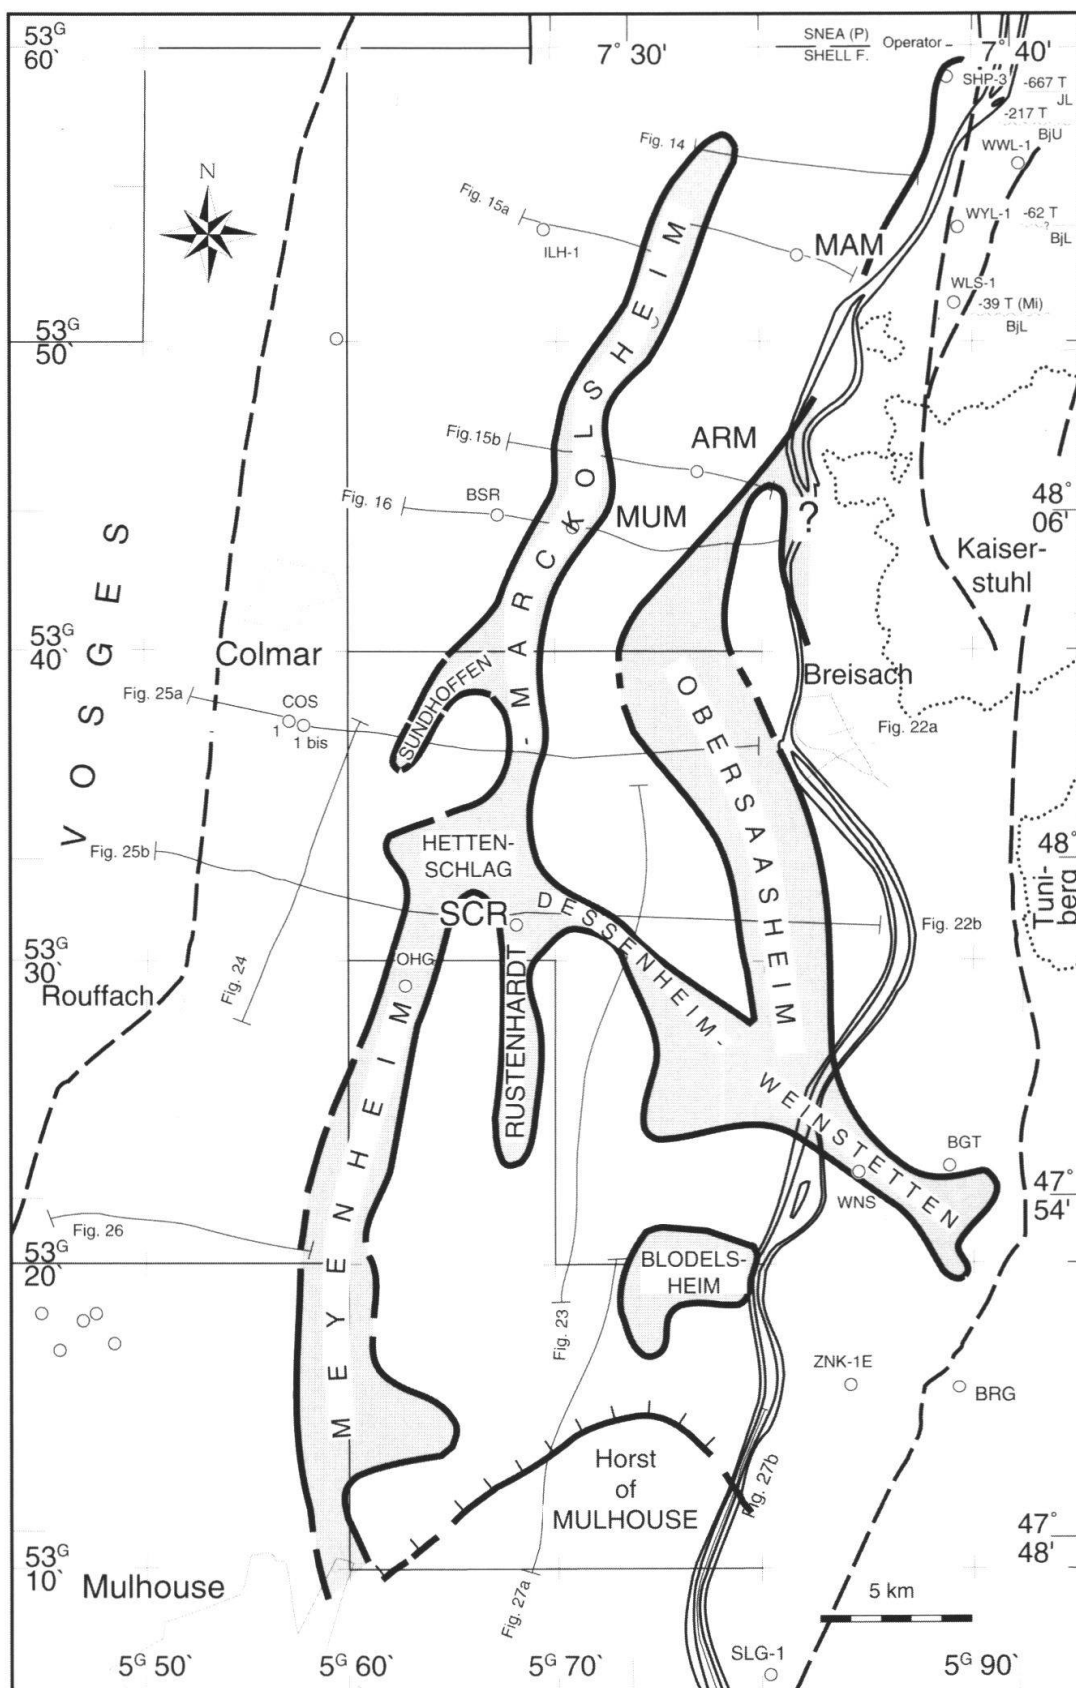 53ᴳ
60`
7° 30'
SNEA (P)
SHELL F.
Operator
7° 40'
SHP-3
-667 T
JL
-217 T
BjU
WWL-1
Fig. 14
N
Fig. 15a
ILH-1
MAM
WYL-1
-62 T
?
BjL
WLS-1
-39 T (Mi)
BjL
53ᴳ
50`
Fig.15b
ARM
Fig. 16
BSR
MUM
?
48°
06'
Kaiser-
stuhl
VOSGES
53ᴳ
40`
Colmar
SUNDHOFFEN
- MARCKOLSHEIM
OBERSAASHEIM
Breisach
Fig. 25a
COS
1
1 bis
Fig. 22a
Fig. 25b
HETTEN-
SCHLAG
48°
Tuni-
berg
SCR
DESSENHEIM-
WEINSTETTEN
Fig. 22b
53ᴳ
30`
Rouffach
Fig. 24
OHG
RUSTENHARDT
MEYENHEIM
BGT
WNS
47°
54'
Fig. 26
53ᴳ
20`
BLODELS-
HEIM
Fig. 23
ZNK-1E
BRG
Horst
of
MULHOUSE
Fig. 27b
47°
48'
53ᴳ
10`
Mulhouse
Fig. 27a
5 km
SLG-1
5ᴳ 50`
5ᴳ 60`
5ᴳ 70`
5ᴳ 90`